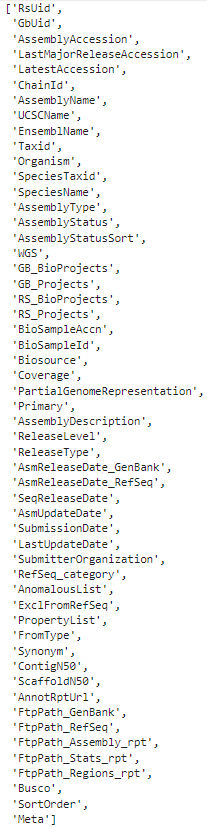 ['RsUid',
'GbUid',
'AssemblyAccession',
'LastMajorReleaseAccession',
'LatestAccession',
'ChainId',
'AssemblyName',
'UCSCName',
'EnsemblName',
'Taxid',
'Organism',
'SpeciesTaxid',
'SpeciesName',
'AssemblyType',
'AssemblyStatus',
'AssemblyStatusSort',
'WGS',
'GB_BioProjects',
'GB_Projects',
'RS_BioProjects',
'RS_Projects',
'BioSampleAccn',
'BioSampleId',
'Biosource',
'Coverage',
'PartialGenomeRepresentation',
'Primary',
'AssemblyDescription',
'ReleaseLevel',
'ReleaseType',
'AsmReleaseDate_GenBank',
'AsmReleaseDate_RefSeq',
'SeqReleaseDate',
'AsmUpdateDate',
'SubmissionDate',
'LastUpdateDate',
'SubmitterOrganization',
'RefSeq_category',
'AnomalousList',
'ExclFromRefSeq',
'PropertyList',
'FromType',
'Synonym',
'ContigN50',
'ScaffoldN50',
'AnnotRptUrl',
'FtpPath_GenBank',
'FtpPath_RefSeq',
'FtpPath_Assembly_rpt',
'FtpPath_Stats_rpt',
'FtpPath_Regions_rpt',
'Busco',
'SortOrder',
'Meta']